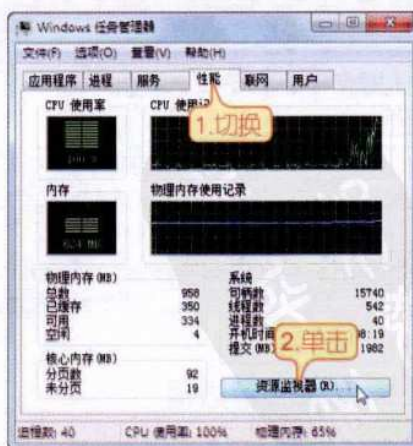 Windows 任务管理器
文件(F) 选项(O) 查看(V) 帮助(H)
应用程序 进程 服务 性能 联网 用户
CPU 使用率 CPU 使用记
1.切换
100 %
内存 物理内存使用记录
624 MB
物理内存(MB) 系统
总数 958 句柄数 15740
已缓存 350 线程数 542
可用 334 进程数 40
空闲 4 开机时间 08:19
提交(MB) 1982
2.单击
核心内存(MB)
分页数 92
未分页 19 资源监视器(R)...
进程数: 40 CPU 使用率: 100% 物理内存: 65%